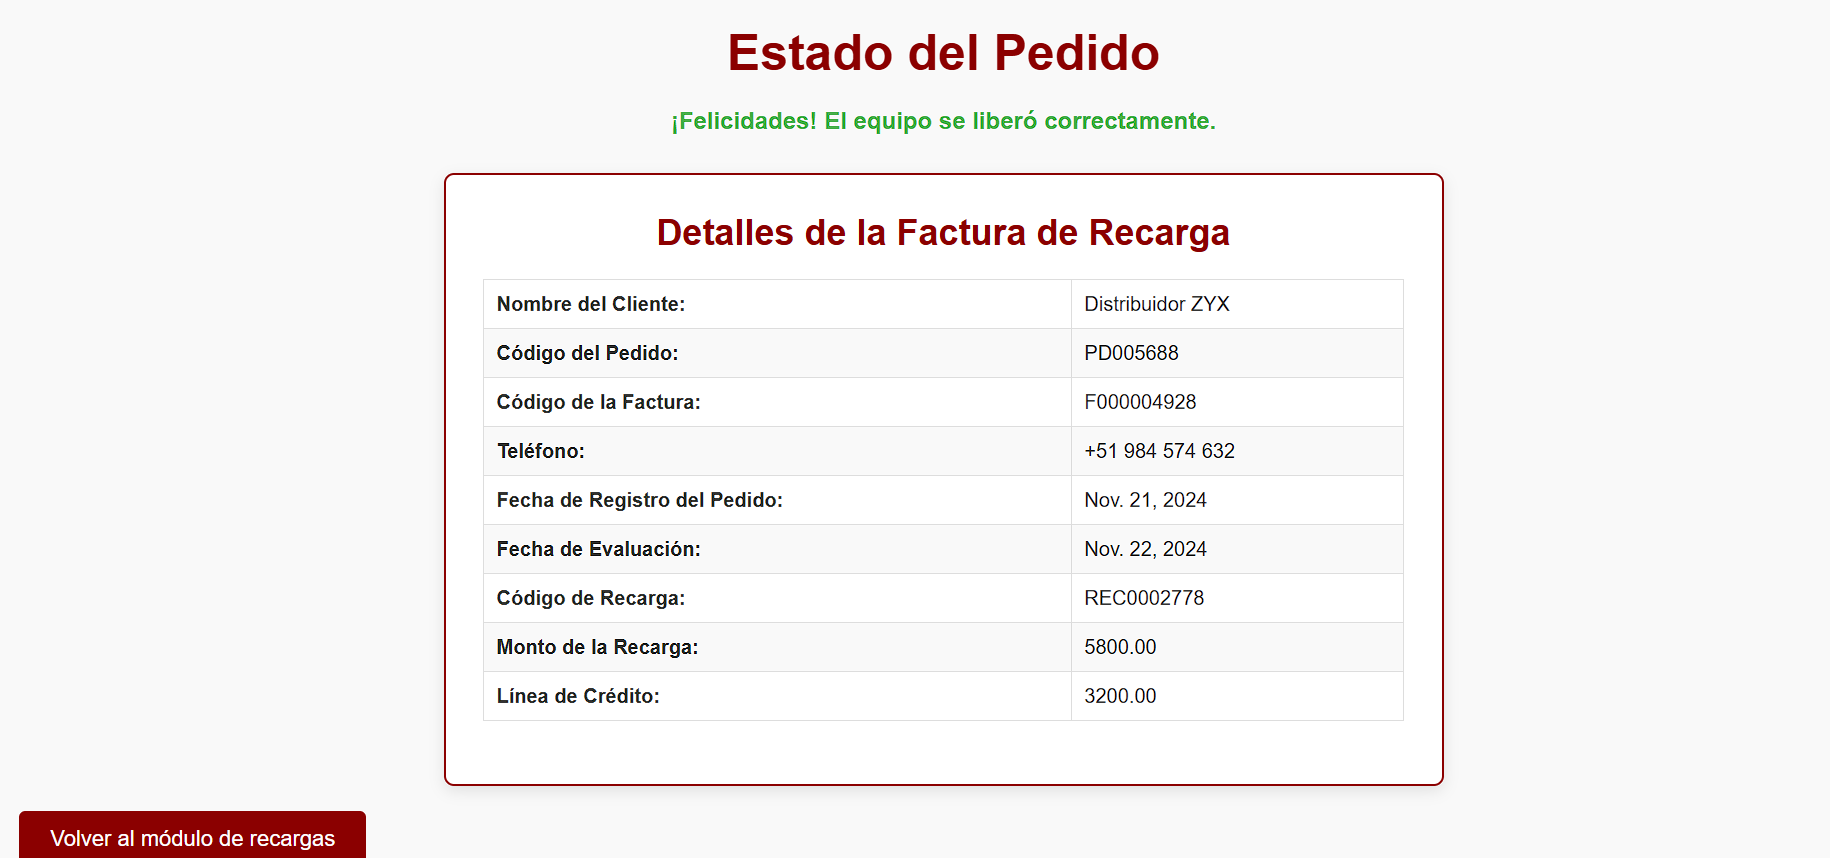 Estado del Pedido
¡Felicidades! El equipo se liberó correctamente.
Detalles de la Factura de Recarga
Nombre del Cliente: Distribuidor ZYX
Código del Pedido: PD005688
Código de la Factura: F000004928
Teléfono: +51 984 574 632
Fecha de Registro del Pedido: Nov. 21, 2024
Fecha de Evaluación: Nov. 22, 2024
Código de Recarga: REC0002778
Monto de la Recarga: 5800.00
Línea de Crédito: 3200.00
Volver al módulo de recargas